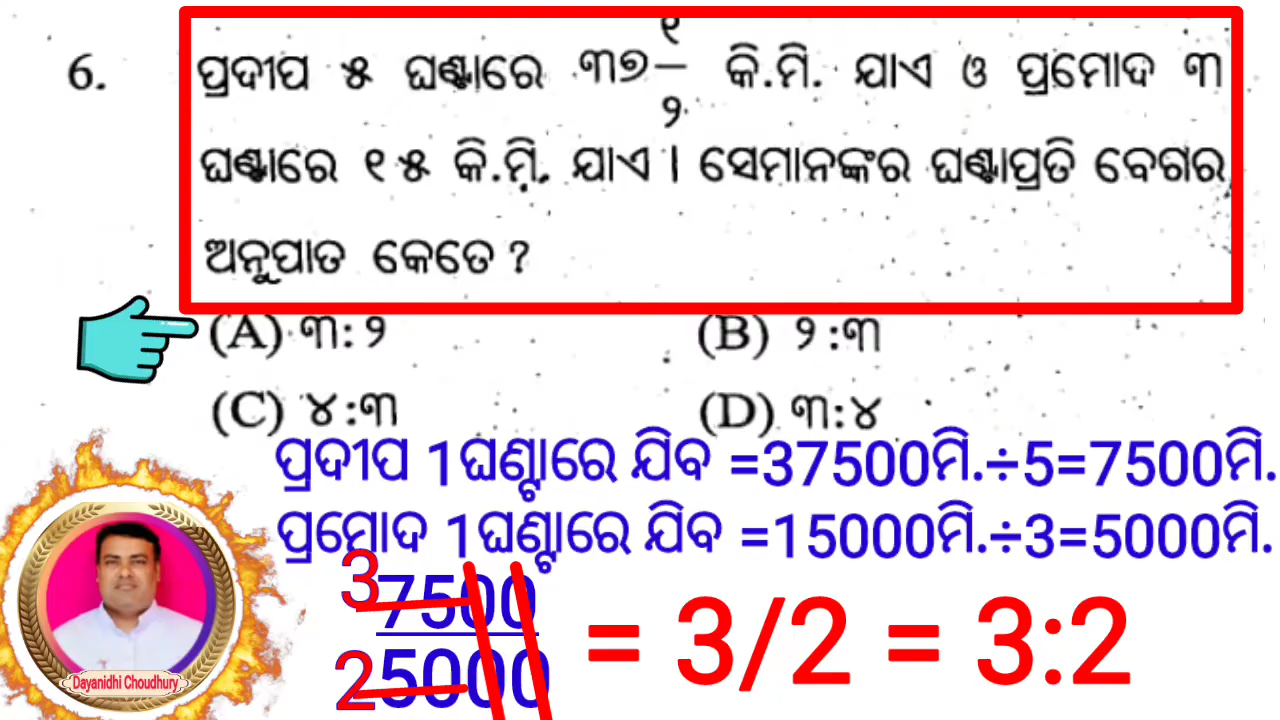 6. ପ୍ରଦୀପ ୫ ଘଣ୍ଟାରେ ୩୭ ୧/୨ କି.ମି. ଯାଏ ଓ ପ୍ରମୋଦ ୩
ଘଣ୍ଟାରେ ୧୫ କି.ମି. ଯାଏ । ସେମାନଙ୍କର ଘଣ୍ଟାପ୍ରତି ବେଗର
ଅନୁପାତ କେତେ ?
(A) ୩:୨ (B) ୨:୩
(C) ୪:୩ (D) ୩:୪
ପ୍ରଦୀପ 1ଘଣ୍ଟାରେ ଯିବ =37500ମି.÷5=7500ମି.
ପ୍ରମୋଦ 1ଘଣ୍ଟାରେ ଯିବ =15000ମି.÷3=5000ମି.
3 7500
2 5000
= 3/2 = 3:2
Dayanidhi Choudhury